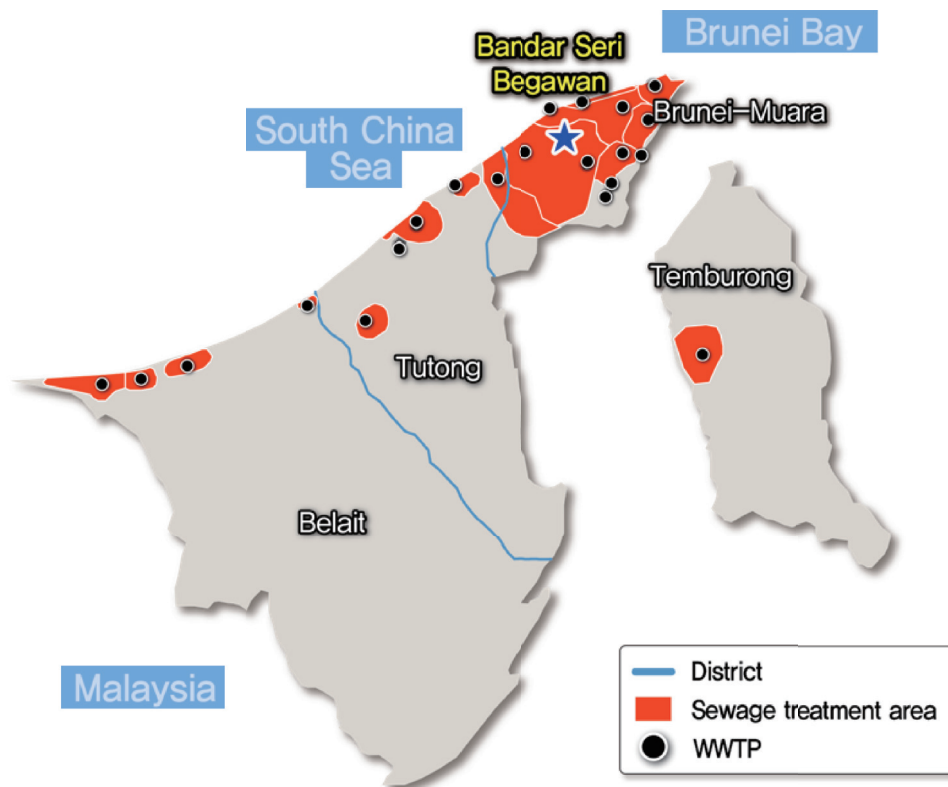 Brunei Bay
Bandar Seri
Begawan
Brunei-Muara
South China
Sea
Temburong
Tutong
Belait
Malaysia
District
Sewage treatment area
WWTP